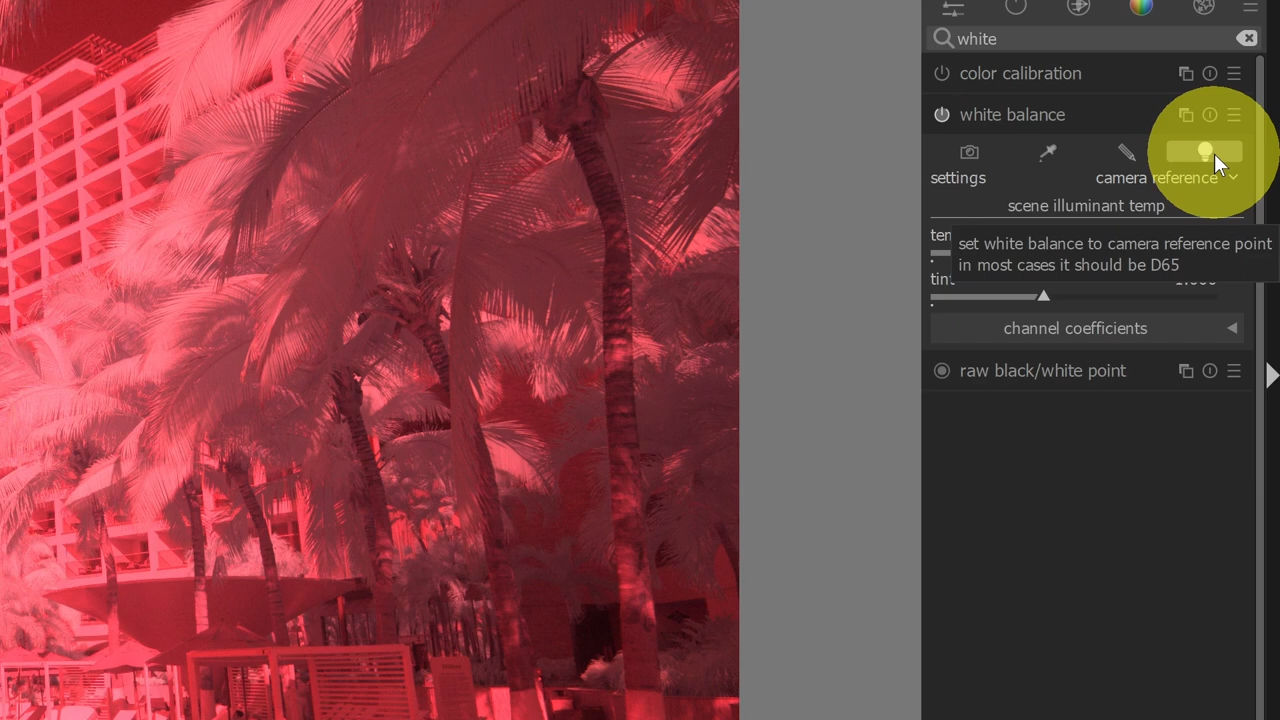 white
color calibration
white balance
settings camera reference
scene illuminant temp
set white balance to camera reference point
in most cases it should be D65
tint
channel coefficients
raw black/white point